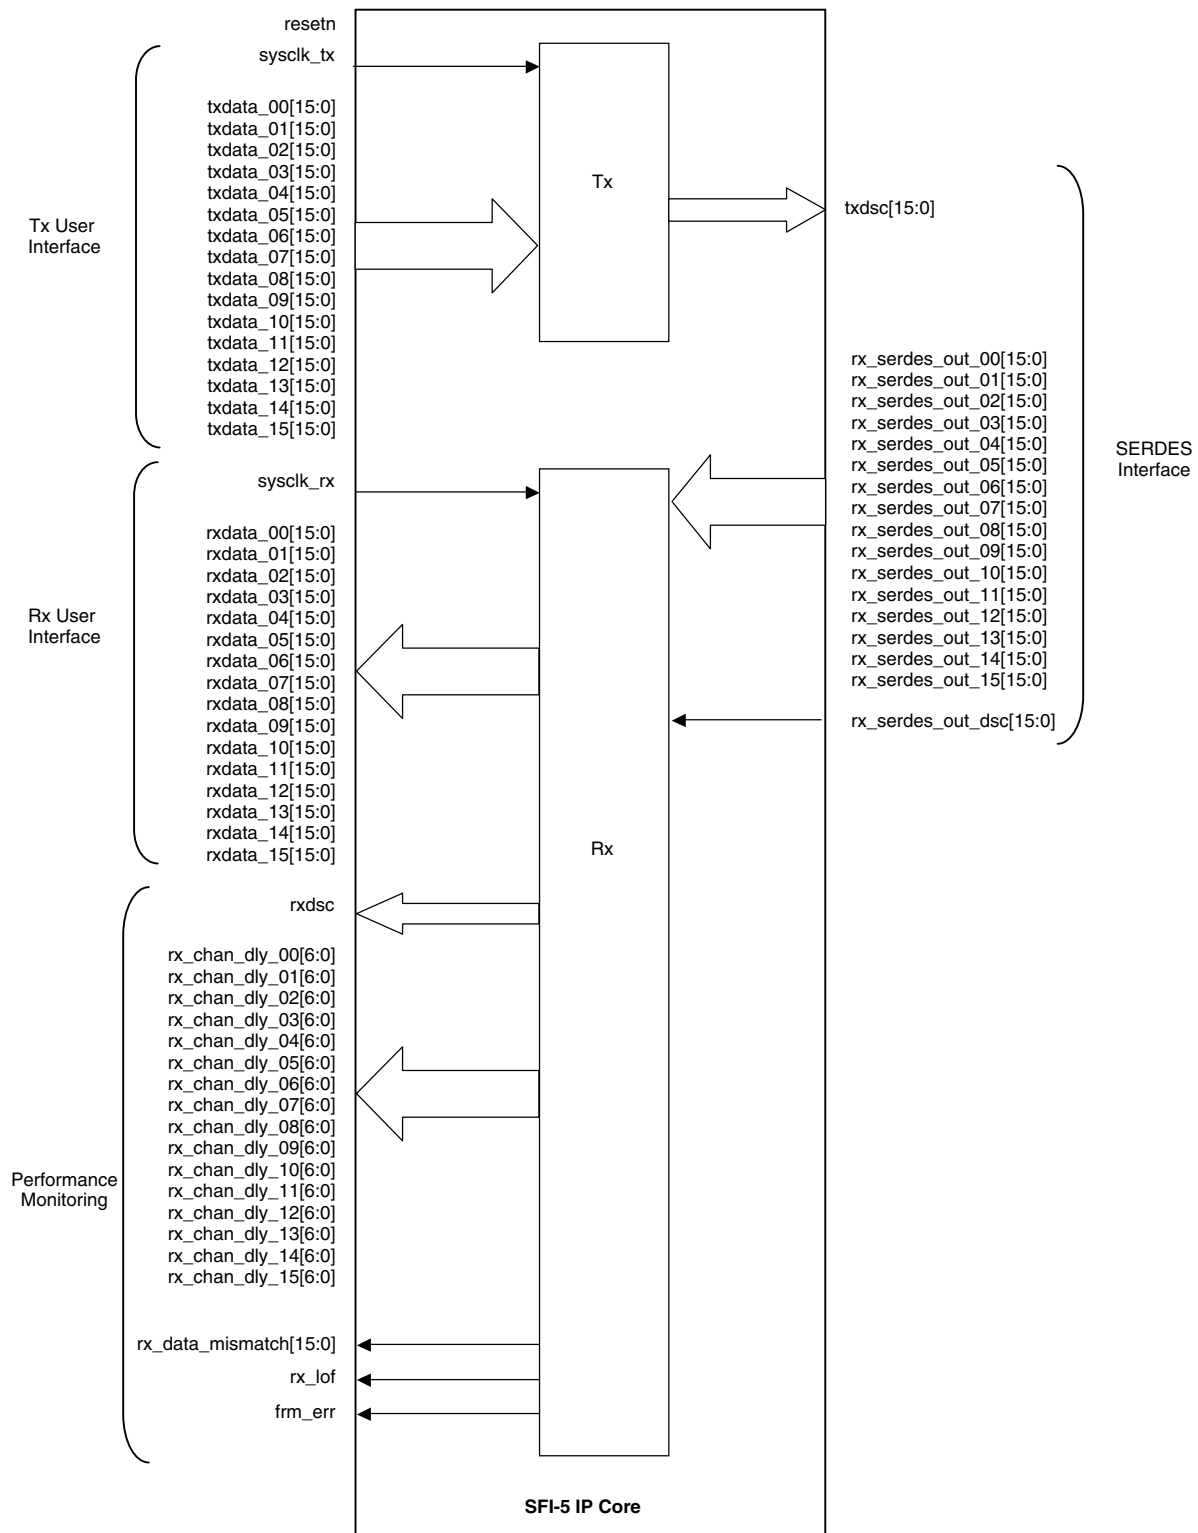 resetn
sysclk_tx
txdata_00[15:0]
txdata_01[15:0]
txdata_02[15:0]
txdata_03[15:0]
txdata_04[15:0]
txdata_05[15:0]
txdata_06[15:0]
txdata_07[15:0]
txdata_08[15:0]
txdata_09[15:0]
txdata_10[15:0]
txdata_11[15:0]
txdata_12[15:0]
txdata_13[15:0]
txdata_14[15:0]
txdata_15[15:0]
Tx User
Interface
Tx
txdsc[15:0]
rx_serdes_out_00[15:0]
rx_serdes_out_01[15:0]
rx_serdes_out_02[15:0]
rx_serdes_out_03[15:0]
rx_serdes_out_04[15:0]
rx_serdes_out_05[15:0]
rx_serdes_out_06[15:0]
rx_serdes_out_07[15:0]
rx_serdes_out_08[15:0]
rx_serdes_out_09[15:0]
rx_serdes_out_10[15:0]
rx_serdes_out_11[15:0]
rx_serdes_out_12[15:0]
rx_serdes_out_13[15:0]
rx_serdes_out_14[15:0]
rx_serdes_out_15[15:0]
rx_serdes_out_dsc[15:0]
SERDES
Interface
sysclk_rx
rxdata_00[15:0]
rxdata_01[15:0]
rxdata_02[15:0]
rxdata_03[15:0]
rxdata_04[15:0]
rxdata_05[15:0]
rxdata_06[15:0]
rxdata_07[15:0]
rxdata_08[15:0]
rxdata_09[15:0]
rxdata_10[15:0]
rxdata_11[15:0]
rxdata_12[15:0]
rxdata_13[15:0]
rxdata_14[15:0]
rxdata_15[15:0]
Rx User
Interface
Rx
rxdsc
rx_chan_dly_00[6:0]
rx_chan_dly_01[6:0]
rx_chan_dly_02[6:0]
rx_chan_dly_03[6:0]
rx_chan_dly_04[6:0]
rx_chan_dly_05[6:0]
rx_chan_dly_06[6:0]
rx_chan_dly_07[6:0]
rx_chan_dly_08[6:0]
rx_chan_dly_09[6:0]
rx_chan_dly_10[6:0]
rx_chan_dly_11[6:0]
rx_chan_dly_12[6:0]
rx_chan_dly_13[6:0]
rx_chan_dly_14[6:0]
rx_chan_dly_15[6:0]
Performance
Monitoring
rx_data_mismatch[15:0]
rx_lof
frm_err
SFI-5 IP Core